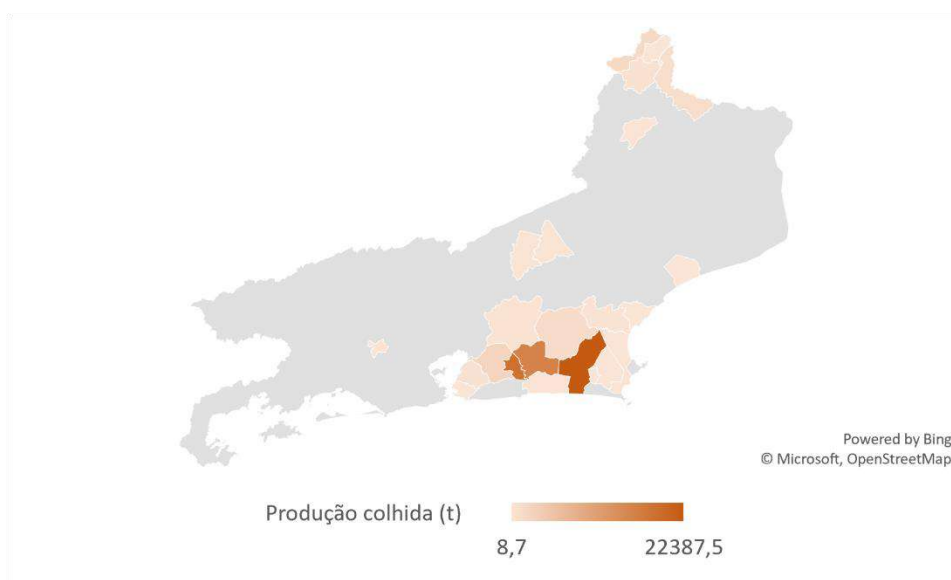 Powered by Bing
© Microsoft, OpenStreetMap
Produção colhida (t)
8,7
22387,5